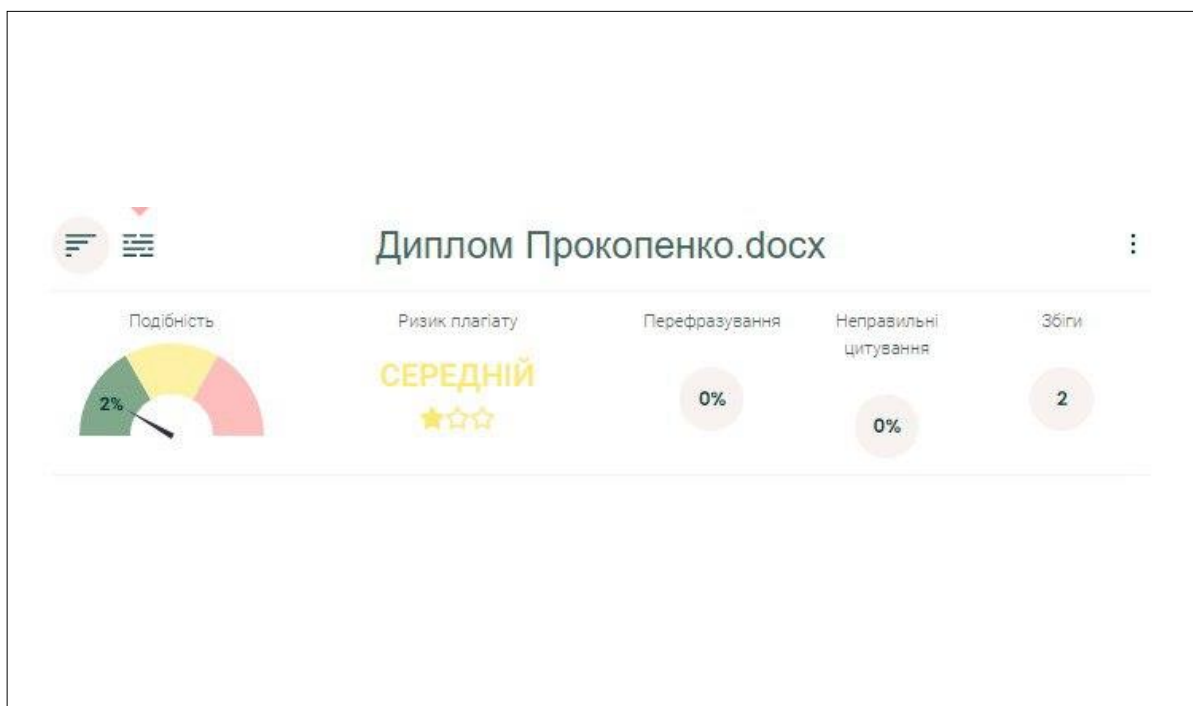 Диплом Прокопенко.docx
Подібність
2%
Ризик плагіату
СЕРЕДНІЙ
Перефразування
0%
Неправильні
цитування
0%
Збіги
2